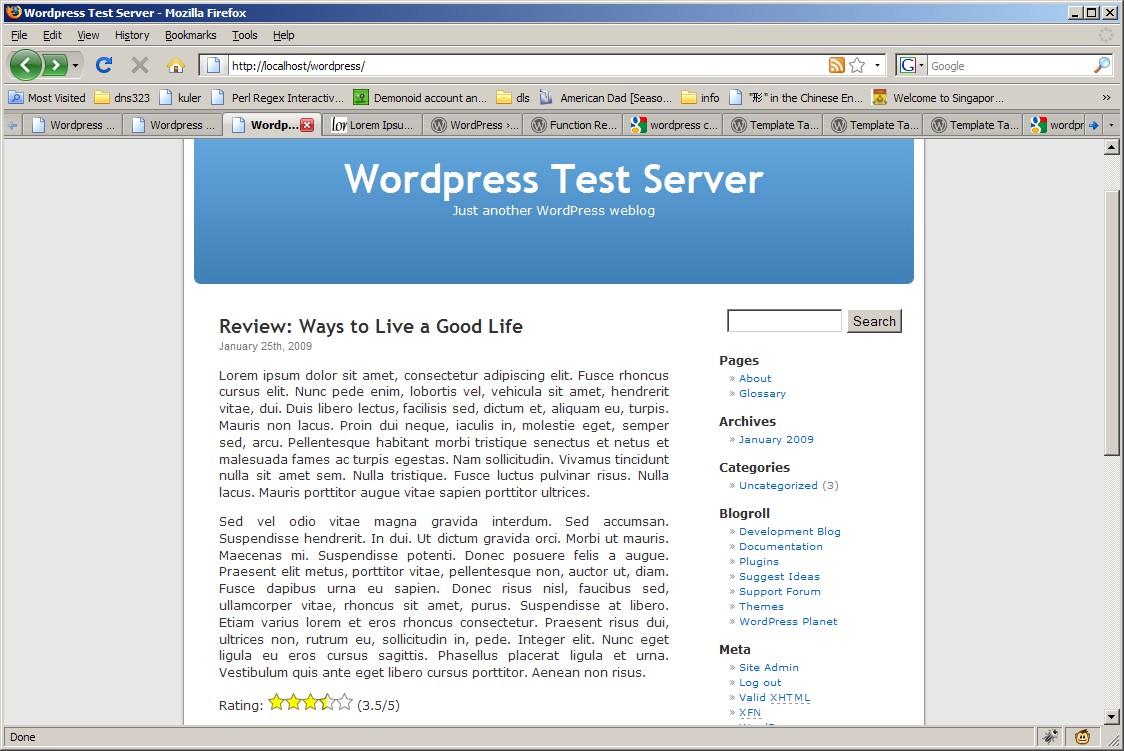 Wordpress Test Server - Mozilla Firefox
File Edit View History Bookmarks Tools Help
http://localhost/wordpress/
Google
Most Visited dns323 kuler Perl Regex Interactiv... Demonoid account an... dls American Dad [Seaso... info in the Chinese En... Welcome to Singapor...
Wordpress ... Wordpress ... Wordp... Lorem Ipsu... WordPress ›... Function Re... wordpress c... Template Ta... Template Ta... Template Ta... wordpr
Wordpress Test Server
Just another WordPress weblog
Review: Ways to Live a Good Life
January 25th, 2009
Lorem ipsum dolor sit amet, consectetur adipiscing elit. Fusce rhoncus
cursus elit. Nunc pede enim, lobortis vel, vehicula sit amet, hendrerit
vitae, dui. Duis libero lectus, facilisis sed, dictum et, aliquam eu, turpis.
Mauris non lacus. Proin dui neque, iaculis in, molestie eget, semper
sed, arcu. Pellentesque habitant morbi tristique senectus et netus et
malesuada fames ac turpis egestas. Nam sollicitudin. Vivamus tincidunt
nulla sit amet sem. Nulla tristique. Fusce luctus pulvinar risus. Nulla
lacus. Mauris porttitor augue vitae sapien porttitor ultrices.
Sed vel odio vitae magna gravida interdum. Sed accumsan.
Suspendisse hendrerit. In dui. Ut dictum gravida orci. Morbi ut mauris.
Maecenas mi. Suspendisse potenti. Donec posuere felis a augue.
Praesent elit metus, porttitor vitae, pellentesque non, auctor ut, diam.
Fusce dapibus urna eu sapien. Donec risus nisl, faucibus sed,
ullamcorper vitae, rhoncus sit amet, purus. Suspendisse at libero.
Etiam varius lorem et eros rhoncus consectetur. Praesent risus dui,
ultrices non, rutrum eu, sollicitudin in, pede. Integer elit. Nunc eget
ligula eu eros cursus sagittis. Phasellus placerat ligula et urna.
Vestibulum quis ante eget libero cursus porttitor. Aenean non risus.
Rating: (3.5/5)
Search
Pages
» About
» Glossary
Archives
» January 2009
Categories
» Uncategorized (3)
Blogroll
» Development Blog
» Documentation
» Plugins
» Suggest Ideas
» Support Forum
» Themes
» WordPress Planet
Meta
» Site Admin
» Log out
» Valid XHTML
» XFN
Done